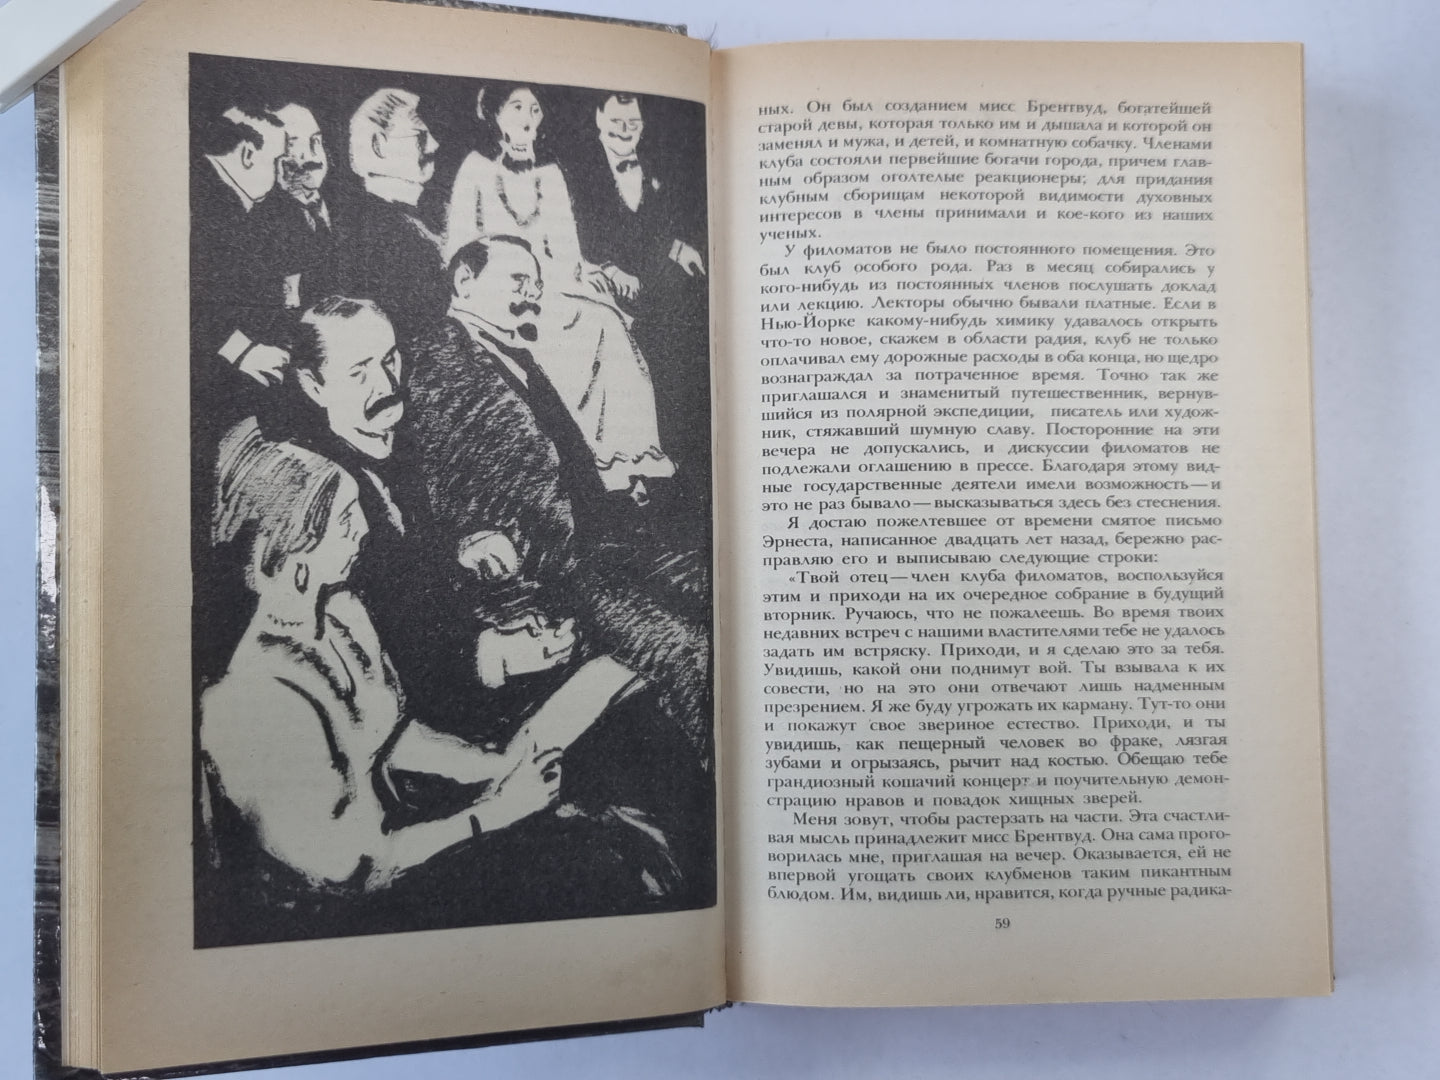 ных. Он был созданием мисс Брентвуд, богатейшей
старой девы, которая только им и дышала и которой он
заменял и мужа, и детей, и комнатную собачку. Членами
клуба состояли первейшие богачи города, причем глав-
ным образом оголтелые реакционеры; для придания
клубным сборищам некоторой видимости духовных
интересов в члены принимали и кое-кого из наших
ученых.
У филоматов не было постоянного помещения. Это
был клуб особого рода. Раз в месяц собирались у
кого-нибудь из постоянных членов послушать доклад
или лекцию. Лекторы обычно бывали платные. Если в
Нью-Йорке какому-нибудь химику удавалось открыть
что-то новое, скажем в области радия, клуб не только
оплачивал ему дорожные расходы в оба конца, но щедро
вознаграждал за потраченное время. Точно так же
приглашался и знаменитый путешественник, вернув-
шийся из полярной экспедиции, писатель или худож-
ник, стяжавший шумную славу. Посторонние на эти
вечера не допускались, и дискуссии филоматов не
подлежали оглашению в прессе. Благодаря этому вид-
ные государственные деятели имели возможность — и
это не раз бывало — высказываться здесь без стеснения.
Я достаю пожелтевшее от времени смятое письмо
Эрнеста, написанное двадцать лет назад, бережно рас-
правляю его и выписываю следующие строки:
«Твой отец — член клуба филоматов, воспользуйся
этим и приходи на их очередное собрание в будущий
вторник. Ручаюсь, что не пожалеешь. Во время твоих
недавних встреч с нашими властителями тебе не удалось
задать им встряску. Приходи, и я сделаю это за тебя.
Увидишь, какой они поднимут вой. Ты взывала к их
совести, но на это они отвечают лишь надменным
презрением. Я же буду угрожать их карману. Тут-то они
и покажут свое звериное естество. Приходи, и ты
увидишь, как пещерный человек во фраке, лязгая
зубами и огрызаясь, рычит над костью. Обещаю тебе
грандиозный кошачий концерт и поучительную демон-
страцию нравов и повадок хищных зверей.
Меня зовут, чтобы растерзать на части. Эта счастли-
вая мысль принадлежит мисс Брентвуд. Она сама прого-
ворилась мне, приглашая на вечер. Оказывается, ей не
впервой угощать своих клубменов таким пикантным
блюдом. Им, видишь ли, нравится, когда ручные радика-
59